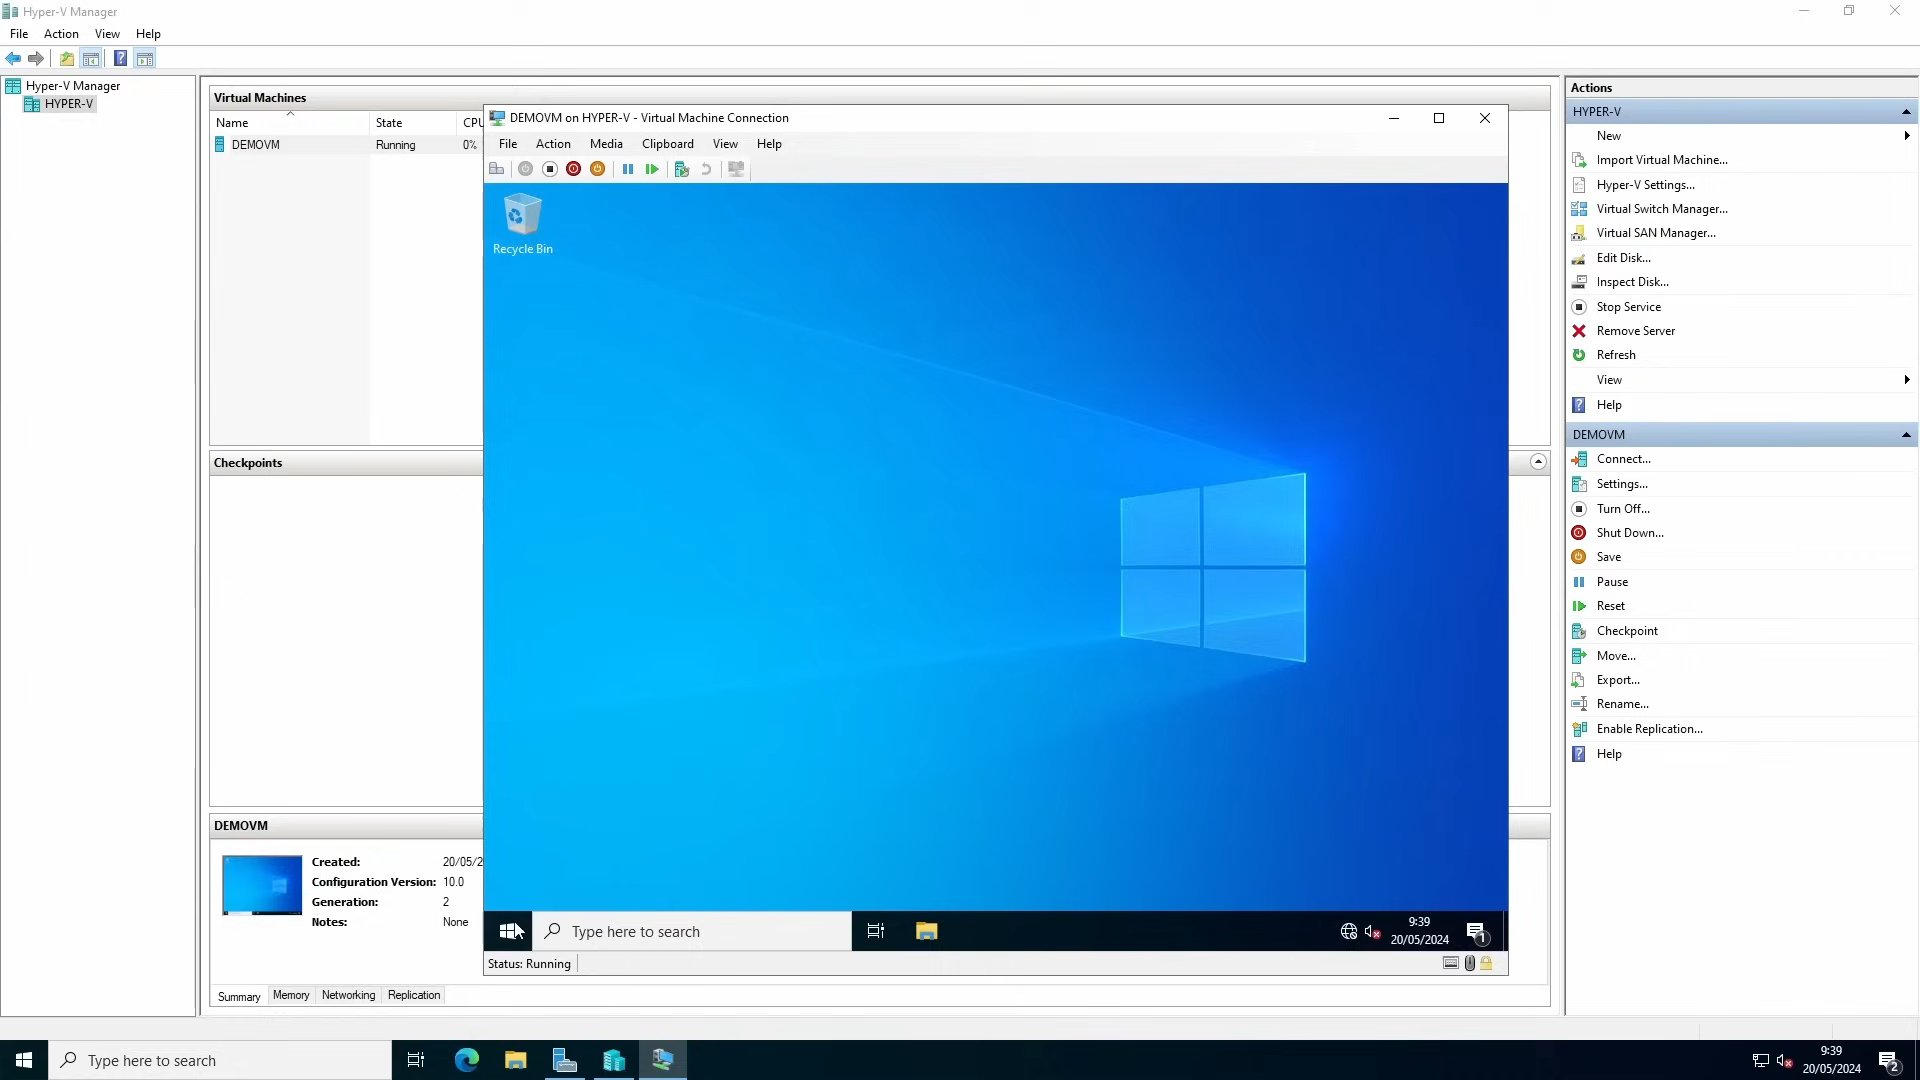 Hyper-V Manager
File Action View Help
Hyper-V Manager
HYPER-V
Virtual Machines
Name State CPU
DEMOVM Running 0%
Checkpoints
DEMOVM
Created: 20/05/2
Configuration Version: 10.0
Generation: 2
Notes: None
Summary Memory Networking Replication
DEMOVM on HYPER-V - Virtual Machine Connection
File Action Media Clipboard View Help
Recycle Bin
Type here to search
9:39
20/05/2024
1
Status: Running
Actions
HYPER-V
New
Import Virtual Machine...
Hyper-V Settings...
Virtual Switch Manager...
Virtual SAN Manager...
Edit Disk...
Inspect Disk...
Stop Service
Remove Server
Refresh
View
Help
DEMOVM
Connect...
Settings...
Turn Off...
Shut Down...
Save
Pause
Reset
Checkpoint
Move...
Export...
Rename...
Enable Replication...
Help
Type here to search
9:39
20/05/2024
2